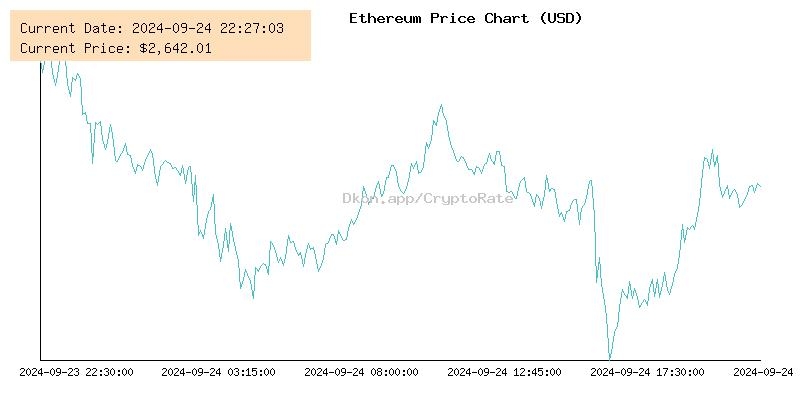 Ethereum Price Chart (USD)
Current Date: 2024-09-24 22:27:03
Current Price: $2,642.01
Dkon.app/CryptoRate
2024-09-23 22:30:00
2024-09-24 03:15:00
2024-09-24 08:00:00
2024-09-24 12:45:00
2024-09-24 17:30:00
2024-09-24